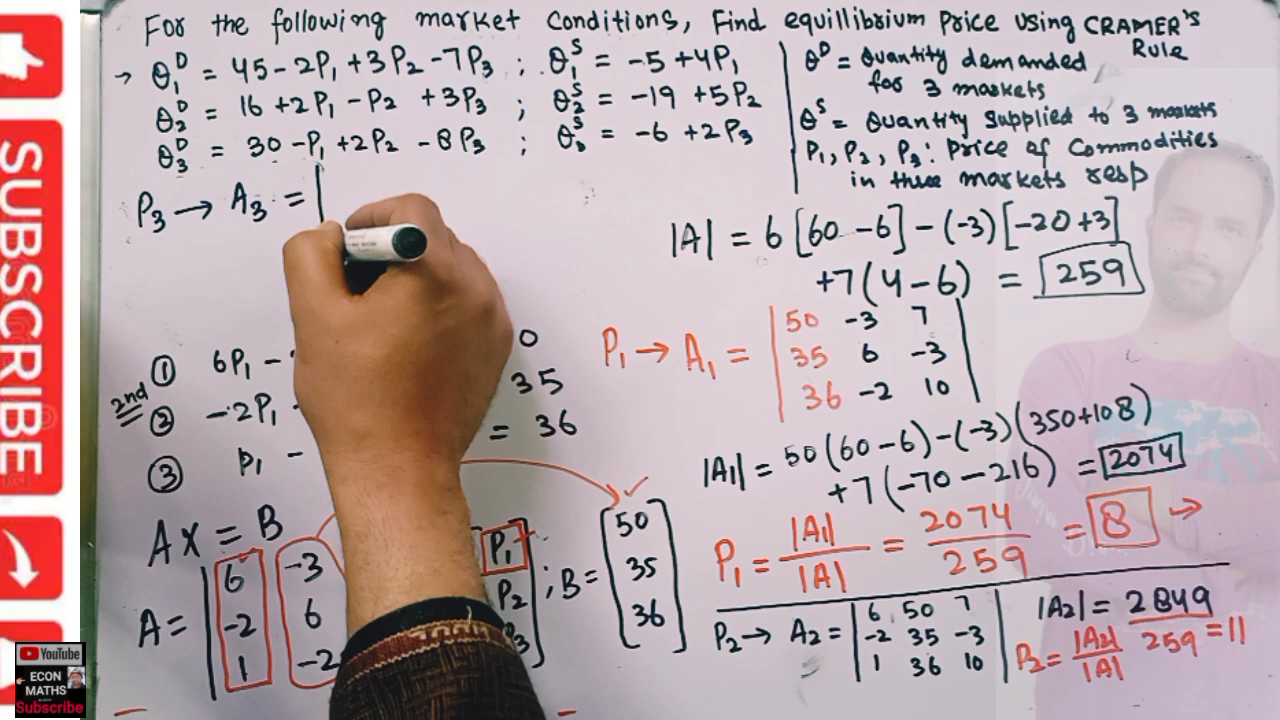 For the following market Conditions, Find equillibrium Price Using CRAMER's Rule
→ Q₁ᴰ = 45 - 2P₁ + 3P₂ - 7P₃ ; Q₁ˢ = -5 + 4P₁
Q₂ᴰ = 16 + 2P₁ - P₂ + 3P₃ ; Q₂ˢ = -19 + 5P₂
Q₃ᴰ = 30 - P₁ + 2P₂ - 8P₃ ; Qₛˢ = -6 + 2P₃
Qᴰ = Quantity demanded
for 3 markets
Qˢ = Quantity Supplied to 3 markets
P₁, P₂, P₃ : Price of Commodities
in three markets resp
P₃ → A₃ = |
|A| = 6[60 - 6] - (-3)[-20 + 3]
+7(4 - 6) = 259
① 6P₁ - 0
2nd
② -2P₁ - 35
③ P₁ - = 36
P₁ → A₁ = | 50 -3 7 |
35 6 -3
36 -2 10
|A₁| = 50(60 - 6) - (-3)(350 + 108)
+7(-70 - 216) = 2074
P₁ = |A₁| / |A| = 2074 / 259 = 8 →
AX = B
A = | 6 -3
-2 6
1 -2
P₁
P₂
P₃
; B = [ 50
35
36 ]
P₂ → A₂ = | 6 50 7 |
-2 35 -3
1 36 10
|A₂| = 2849
P₂ = |A₂| / |A| 259 = 11
SUBSCRIBE
YouTube
ECON
MATHS
Subscribe